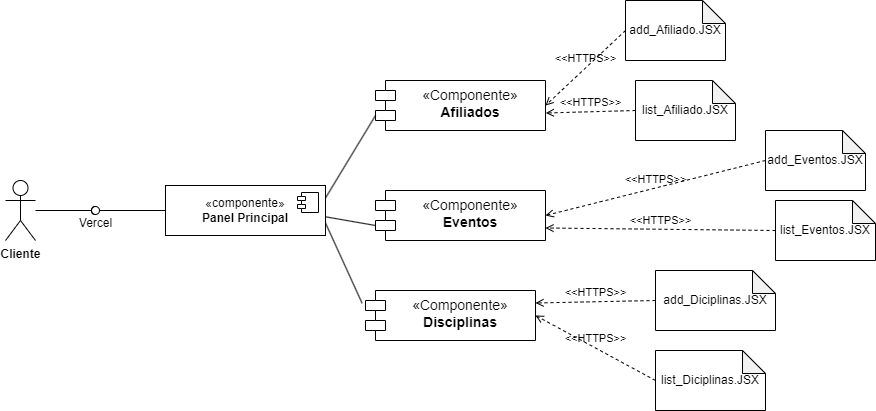 add_Afiliado.JSX
<<HTTPS>>
«Componente»
Afiliados
<<HTTPS>>
list_Afiliado.JSX
add_Eventos.JSX
<<HTTPS>>
«componente»
Panel Principal
«Componente»
Eventos
<<HTTPS>>
list_Eventos.JSX
Vercel
Cliente
«Componente»
Disciplinas
<<HTTPS>>
add_Diciplinas.JSX
<<HTTPS>>
list_Diciplinas.JSX